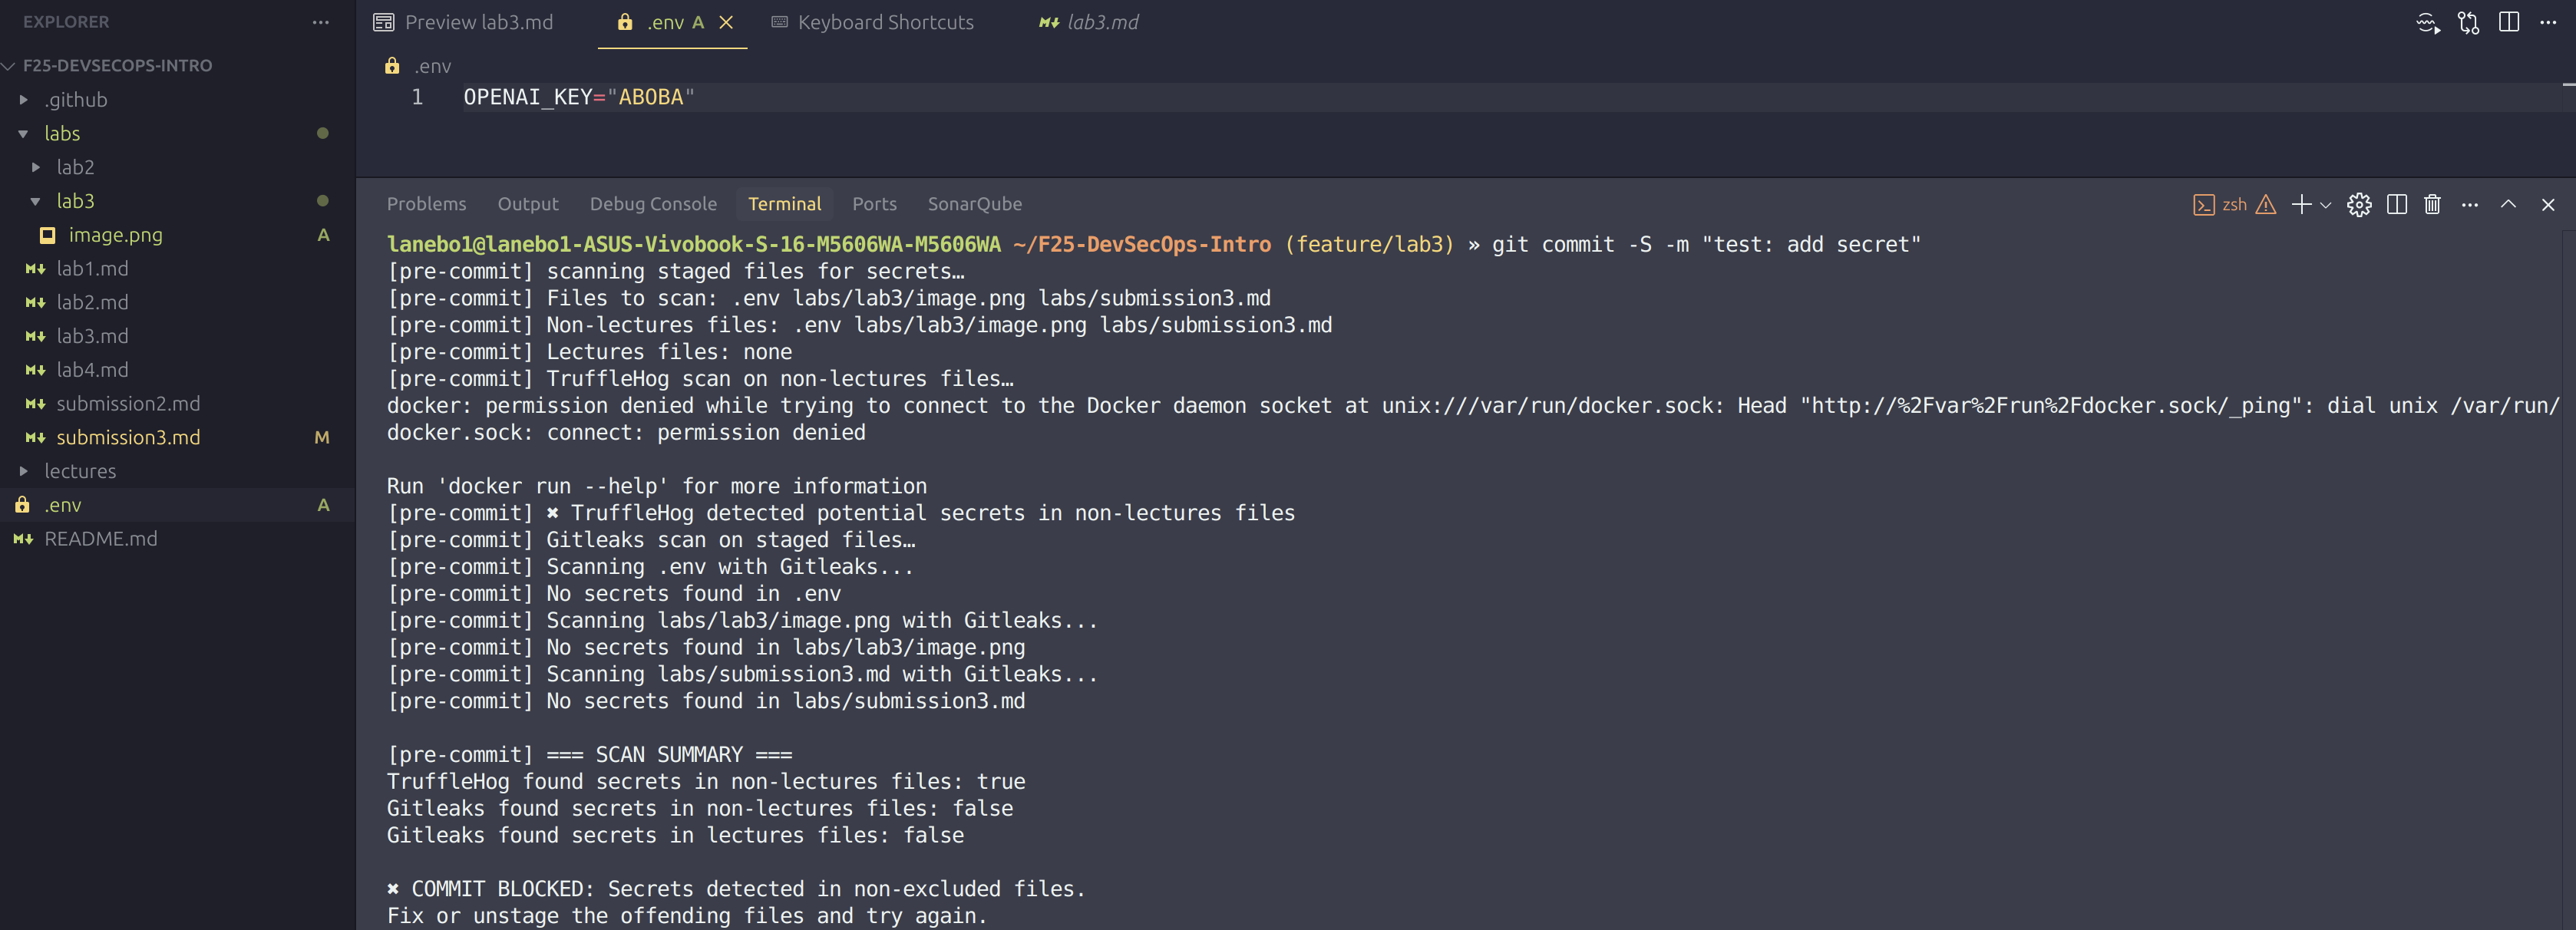 EXPLORER
F25-DEVSECOPS-INTRO
.github
labs
lab2
lab3
image.png A
lab1.md
lab2.md
lab3.md
lab4.md
submission2.md
submission3.md M
lectures
.env A
README.md
Preview lab3.md .env A Keyboard Shortcuts lab3.md
.env
1 OPENAI_KEY="ABOBA"
Problems Output Debug Console Terminal Ports SonarQube zsh
lanebo1@lanebo1-ASUS-Vivobook-S-16-M5606WA-M5606WA ~/F25-DevSecOps-Intro (feature/lab3) » git commit -S -m "test: add secret"
[pre-commit] scanning staged files for secrets…
[pre-commit] Files to scan: .env labs/lab3/image.png labs/submission3.md
[pre-commit] Non-lectures files: .env labs/lab3/image.png labs/submission3.md
[pre-commit] Lectures files: none
[pre-commit] TruffleHog scan on non-lectures files…
docker: permission denied while trying to connect to the Docker daemon socket at unix:///var/run/docker.sock: Head "http://%2Fvar%2Frun%2Fdocker.sock/_ping": dial unix /var/run/
docker.sock: connect: permission denied
Run 'docker run --help' for more information
[pre-commit] ✖ TruffleHog detected potential secrets in non-lectures files
[pre-commit] Gitleaks scan on staged files…
[pre-commit] Scanning .env with Gitleaks...
[pre-commit] No secrets found in .env
[pre-commit] Scanning labs/lab3/image.png with Gitleaks...
[pre-commit] No secrets found in labs/lab3/image.png
[pre-commit] Scanning labs/submission3.md with Gitleaks...
[pre-commit] No secrets found in labs/submission3.md
[pre-commit] === SCAN SUMMARY ===
TruffleHog found secrets in non-lectures files: true
Gitleaks found secrets in non-lectures files: false
Gitleaks found secrets in lectures files: false
✖ COMMIT BLOCKED: Secrets detected in non-excluded files.
Fix or unstage the offending files and try again.